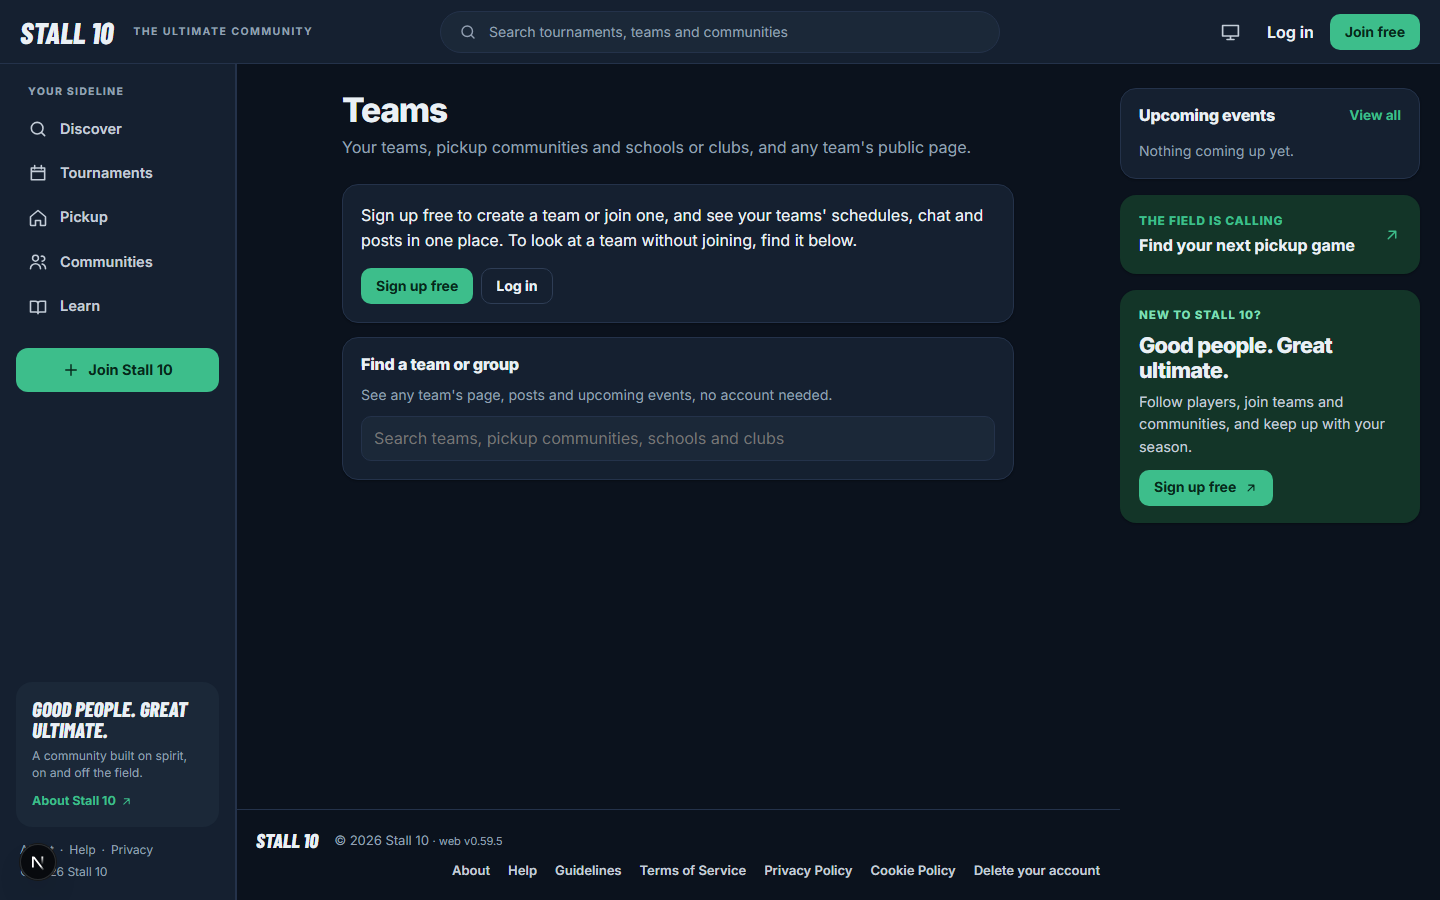 STALL 10
THE ULTIMATE COMMUNITY
Search tournaments, teams and communities
Log in
Join free
YOUR SIDELINE
Discover
Tournaments
Pickup
Communities
Learn
Join Stall 10
GOOD PEOPLE. GREAT
ULTIMATE.
A community built on spirit,
on and off the field.
About Stall 10
· Help · Privacy
26 Stall 10
N
Teams
Your teams, pickup communities and schools or clubs, and any team's public page.
Sign up free to create a team or join one, and see your teams' schedules, chat and
posts in one place. To look at a team without joining, find it below.
Sign up free
Log in
Find a team or group
See any team's page, posts and upcoming events, no account needed.
Search teams, pickup communities, schools and clubs
Upcoming events
View all
Nothing coming up yet.
THE FIELD IS CALLING
Find your next pickup game
NEW TO STALL 10?
Good people. Great
ultimate.
Follow players, join teams and
communities, and keep up with your
season.
Sign up free
STALL 10 © 2026 Stall 10 · web v0.59.5
About Help Guidelines Terms of Service Privacy Policy Cookie Policy Delete your account